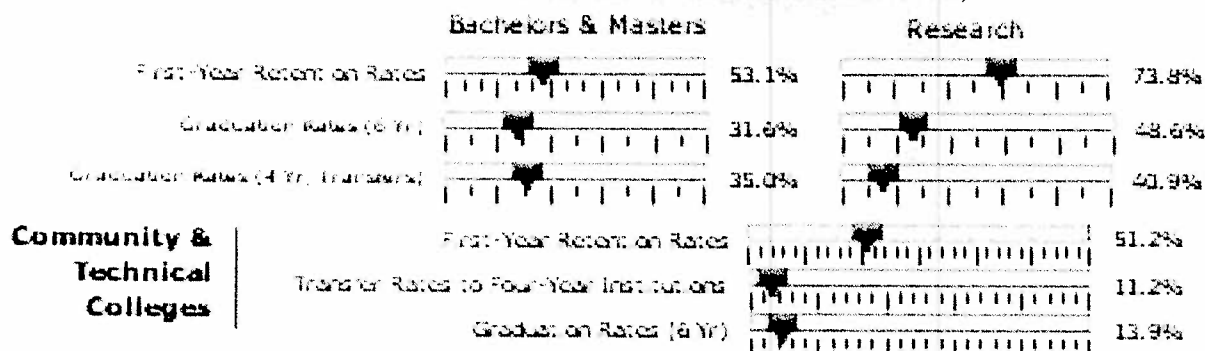 Bachelors & Masters Research
First-Year Retention Rates 53.1% 73.8%
Graduation Rates (6 Yr) 31.6% 48.6%
Graduation Rates (4 Yr, Transfers) 35.0% 40.9%
Community & Technical Colleges
First-Year Retention Rates 51.2%
Transfer Rates to Four-Year Institutions 11.2%
Graduation Rates (6 Yr) 13.9%